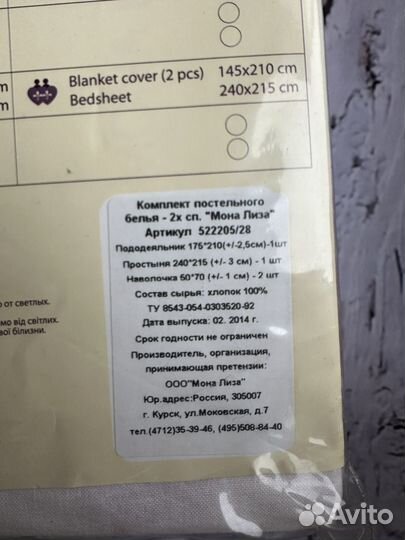 m
Blanket cover (2 pcs) 145x210 cm
m
Bedsheet 240x215 cm
Комплект постельного
белья - 2х сп. "Мона Лиза"
Артикул 522205/28
Пододеяльник 175*210(+/-2,5см)-1шт
Простыня 240*215 (+/- 3 см) - 1 шт
Наволочка 50*70 (+/- 1 см) - 2 шт
Состав сырья: хлопок 100%
ТУ 8543-054-0303520-92
Дата выпуска: 02. 2014 г.
Срок годности не ограничен
Производитель, организация,
принимающая претензии:
ООО"Мона Лиза"
Юр.адрес:Россия, 305007
г. Курск, ул.Моковская, д.7
тел.(4712)35-39-46, (495)508-84-40
о от светлых.
мо від світлих.
вої білизни.
Avito